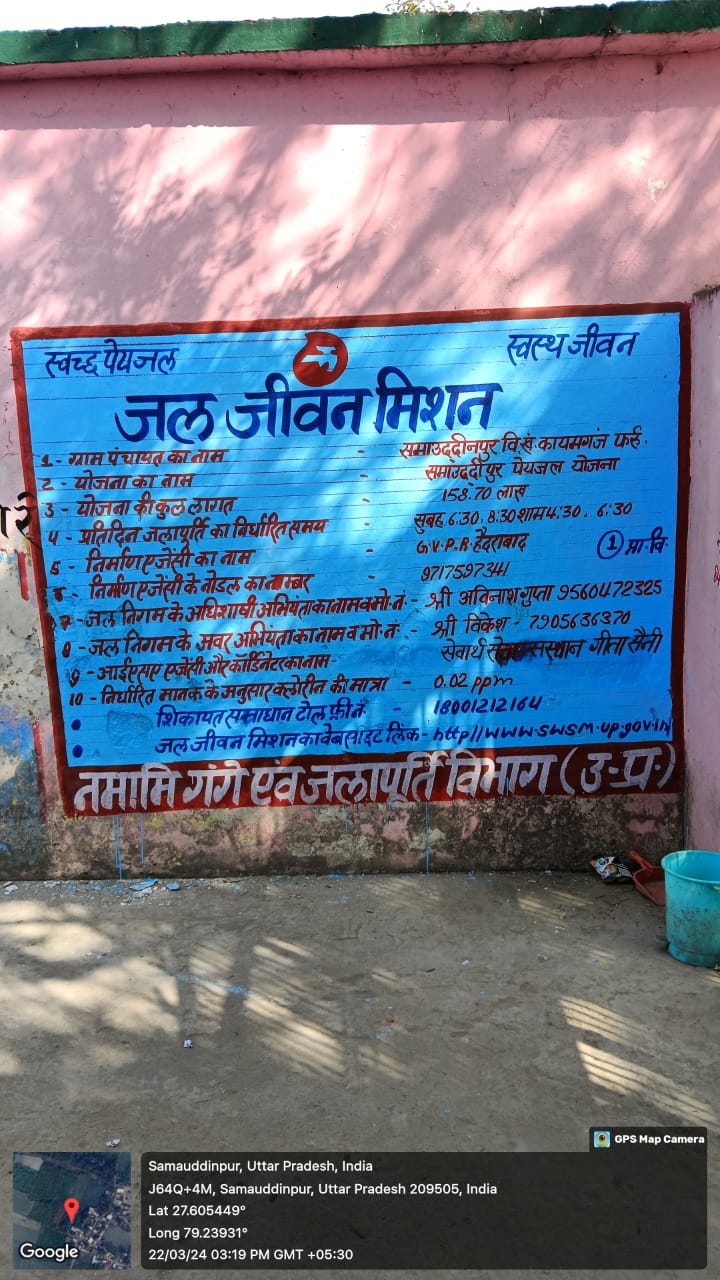 स्वच्छ पेयजल
स्वस्थ जीवन
जल जीवन मिशन
1 - ग्राम पंचायत का नाम - समाउद्दीनपुर वि.खं. कायमगंज फर्रु.
2 - योजना का नाम - समाउद्दीपुर पेयजल योजना
3 - योजना की कुल लागत - 158.70 लाख
4 - प्रतिदिन जलापूर्ति का निर्धारित समय - सुबह 6:30. 8:30 शाम 4:30. 6:30
5 - निर्माण एजेंसी का नाम - G.V.P.R. हैदराबाद
6 - निर्माण एजेंसी के नोडल का नाम्बर - 9717597341
1 प्रा.वि.
7 - जल निगम के अधिशाषी अभियंता का नाम व मो.नं. - श्री अविनाश गुप्ता 9560472325
8 - जल निगम के अवर अभियंता का नाम व मो.नं. - श्री विकेश - 7905636370
9 - आईएसए एजेंसी और कार्डिनेटर का नाम - सेवार्थ संस्थान गीता सैनी
10 - निर्धारित मानक के अनुसार क्लोरीन की मात्रा - 0.02 ppm
• शिकायत समाधान टोल फ्री नं. - 18001212164
• जल जीवन मिशन का वेबसाइट लिंक - http//www.swsm.up.gov.in
नमामि गंगे एंव जलापूर्ति विभाग (उ-प्र.)
GPS Map Camera
Samauddinpur, Uttar Pradesh, India
J64Q+4M, Samauddinpur, Uttar Pradesh 209505, India
Lat 27.605449°
Long 79.23931°
22/03/24 03:19 PM GMT +05:30
Google